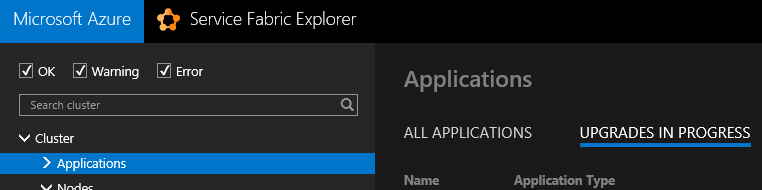 Microsoft Azure Service Fabric Explorer
OK Warning Error
Search cluster
Cluster
Applications
Nodes
Applications
ALL APPLICATIONS UPGRADES IN PROGRESS
Name Application Type